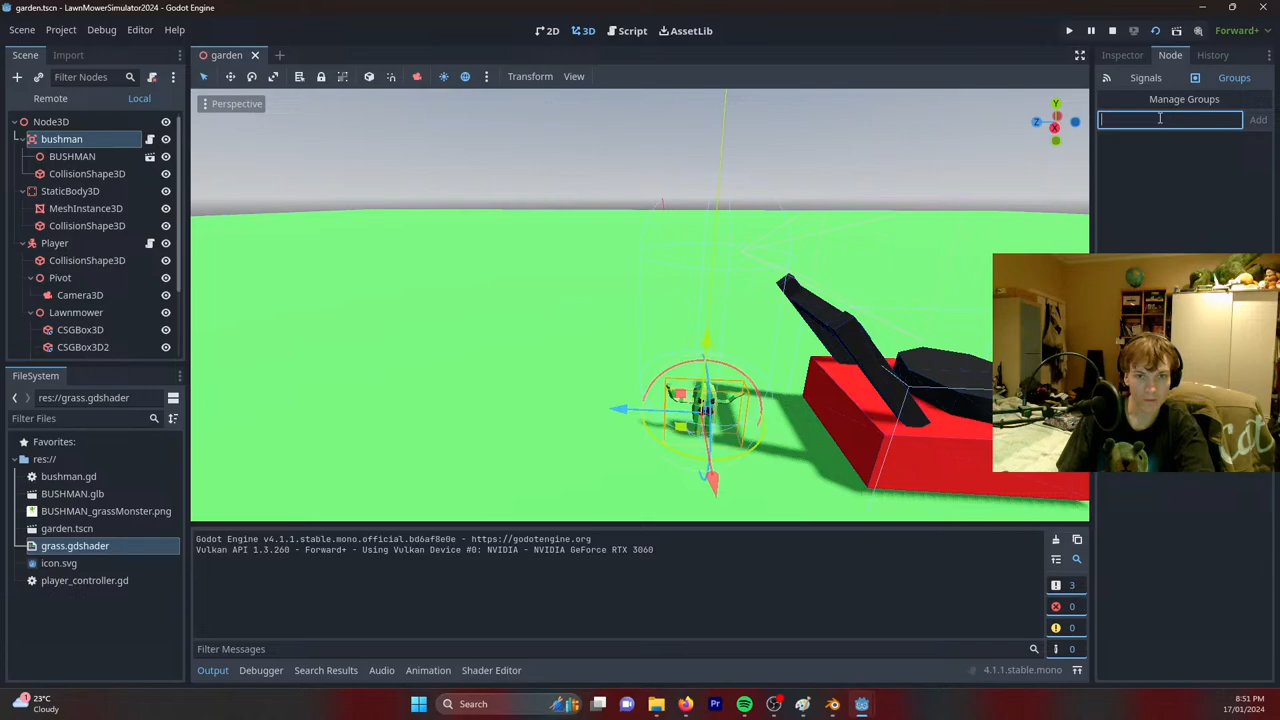 garden.tscn - LawnMowerSimulator2024 - Godot Engine
Scene Project Debug Editor Help
2D 3D Script AssetLib
Forward+
Scene Import
garden
Inspector Node History
Filter Nodes
Transform View
Signals Groups
Remote Local
Perspective
Manage Groups
Add
Node3D
bushman
BUSHMAN
CollisionShape3D
StaticBody3D
MeshInstance3D
CollisionShape3D
Player
CollisionShape3D
Pivot
Camera3D
Lawnmower
CSGBox3D
CSGBox3D2
Y
Z
X
FileSystem
res://grass.gdshader
Filter Files
Favorites:
res://
bushman.gd
BUSHMAN.glb
BUSHMAN_grassMonster.png
garden.tscn
grass.gdshader
icon.svg
player_controller.gd
Godot Engine v4.1.1.stable.mono.official.bd6af8e0e - https://godotengine.org
Vulkan API 1.3.260 - Forward+ - Using Vulkan Device #0: NVIDIA - NVIDIA GeForce RTX 3060
3
0
0
0
Filter Messages
Output Debugger Search Results Audio Animation Shader Editor
4.1.1.stable.mono
Cat
23°C
Cloudy
Search
8:51 PM
17/01/2024